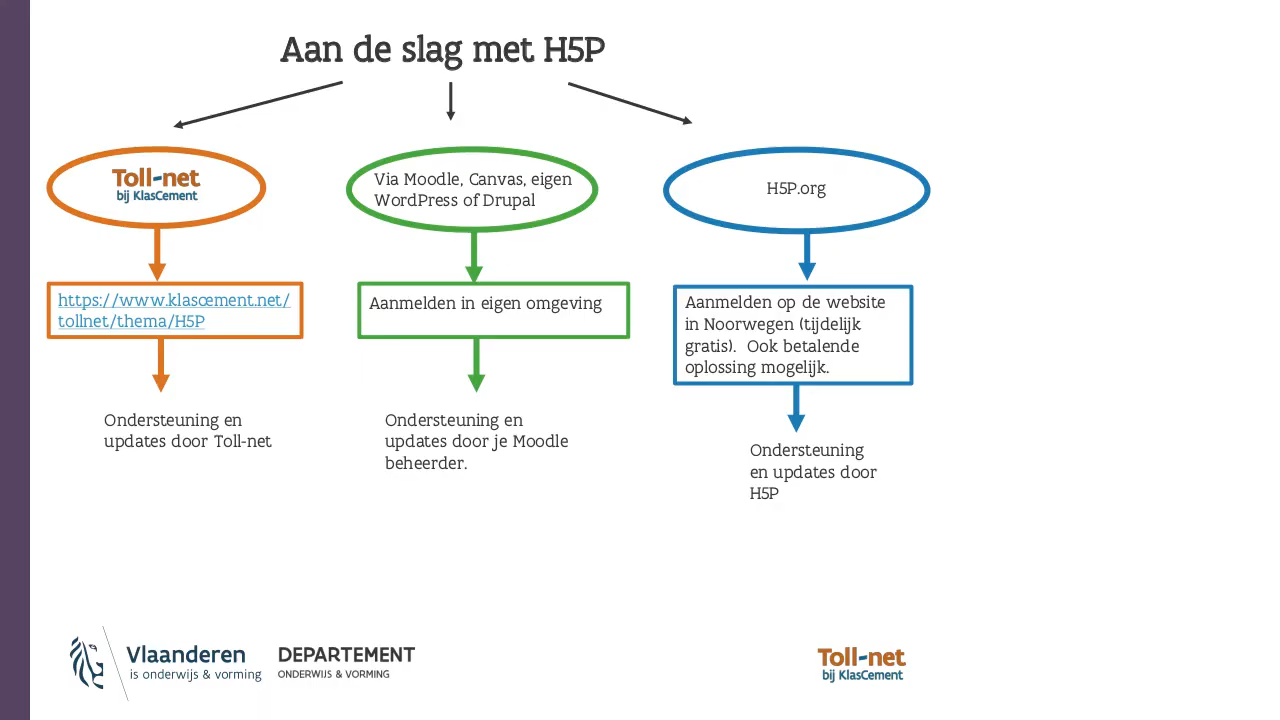 Aan de slag met H5P
Toll-net
bij KlasCement
https://www.klascement.net/
tollnet/thema/H5P
Ondersteuning en
updates door Toll-net
Via Moodle, Canvas, eigen
WordPress of Drupal
Aanmelden in eigen omgeving
Ondersteuning en
updates door je Moodle
beheerder.
H5P.org
Aanmelden op de website
in Noorwegen (tijdelijk
gratis).  Ook betalende
oplossing mogelijk.
Ondersteuning
en updates door
H5P
Vlaanderen
is onderwijs & vorming
DEPARTEMENT
ONDERWIJS & VORMING
Toll-net
bij KlasCement